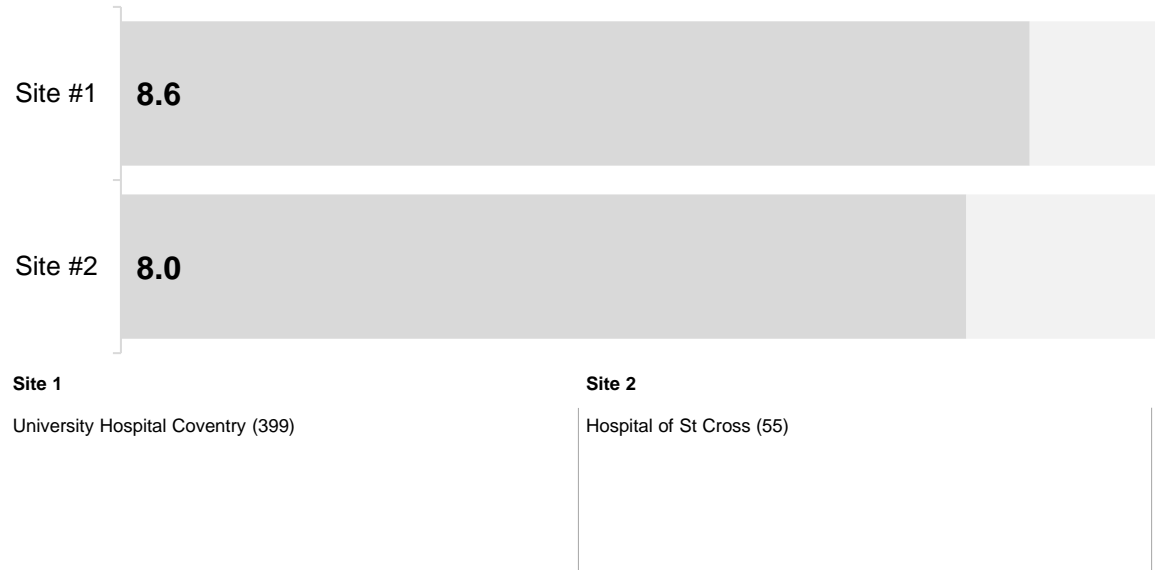 Site #1 8.6
Site #2 8.0
Site 1
University Hospital Coventry (399)
Site 2
Hospital of St Cross (55)